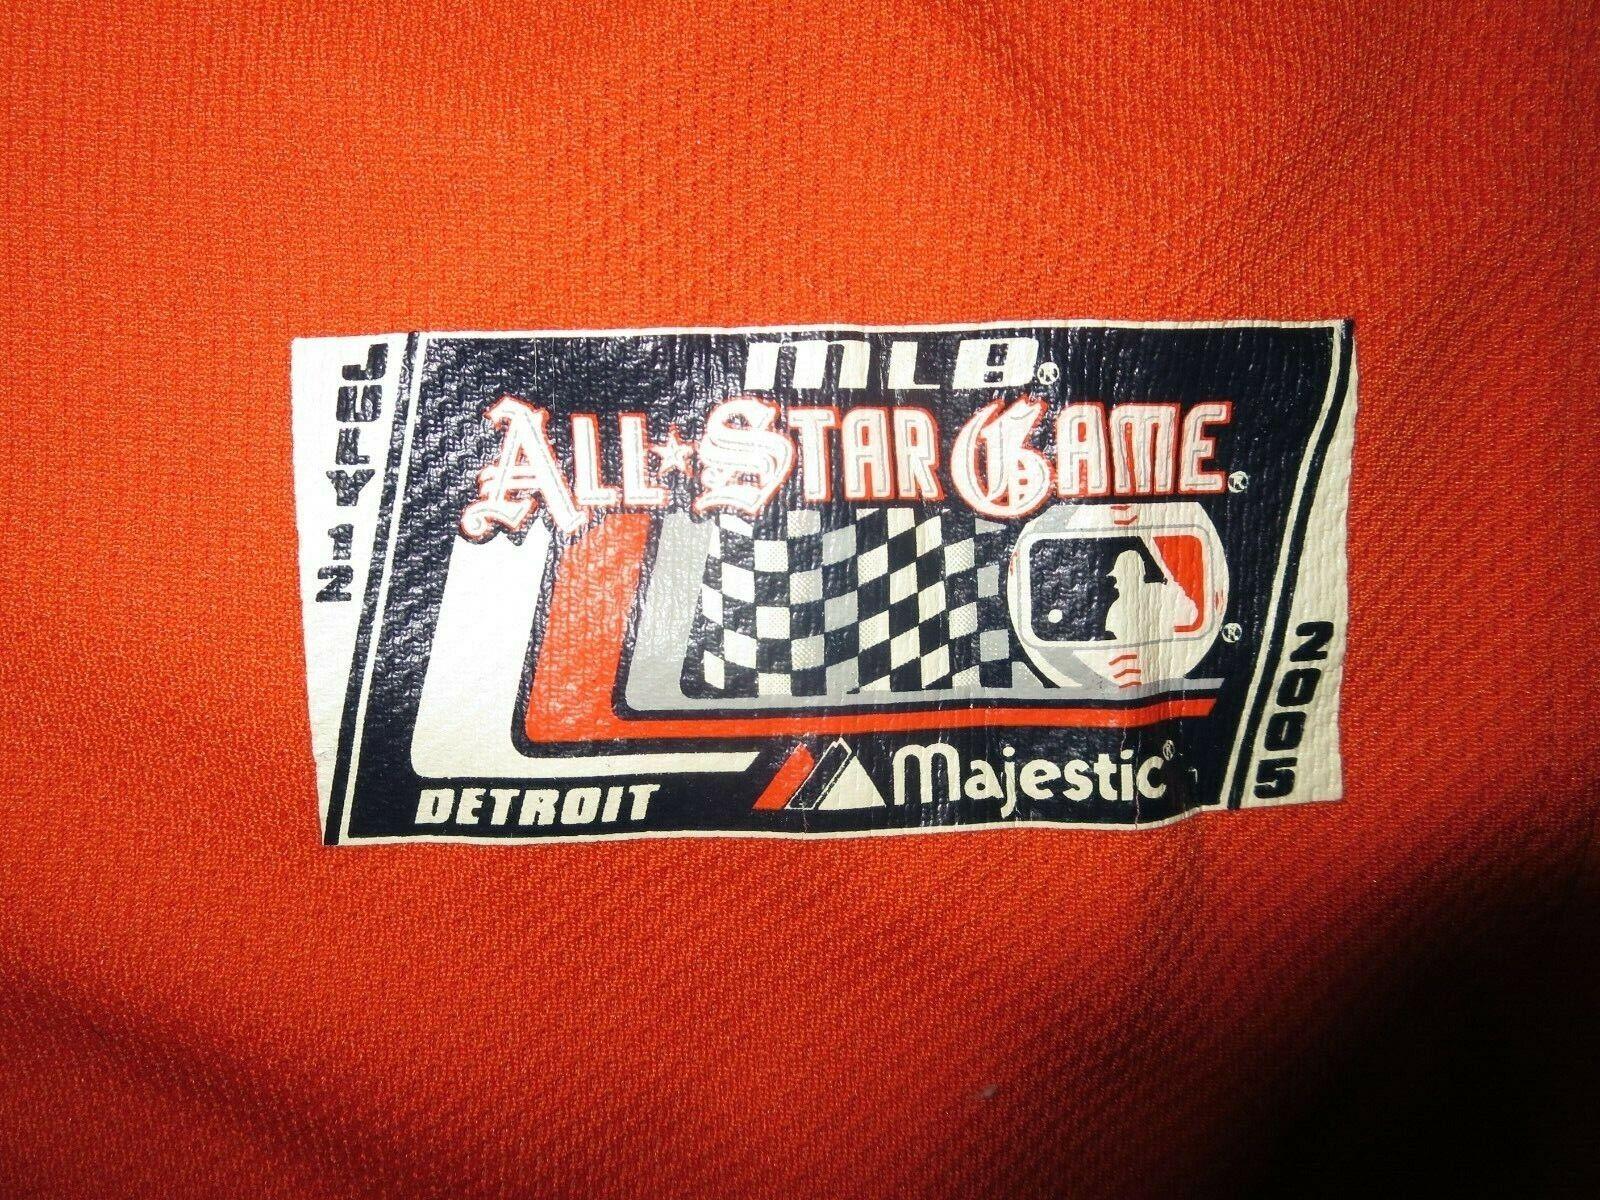 MLB®
ALL★STAR GAME®
®
DETROIT
Majestic®
JULY 12
2005